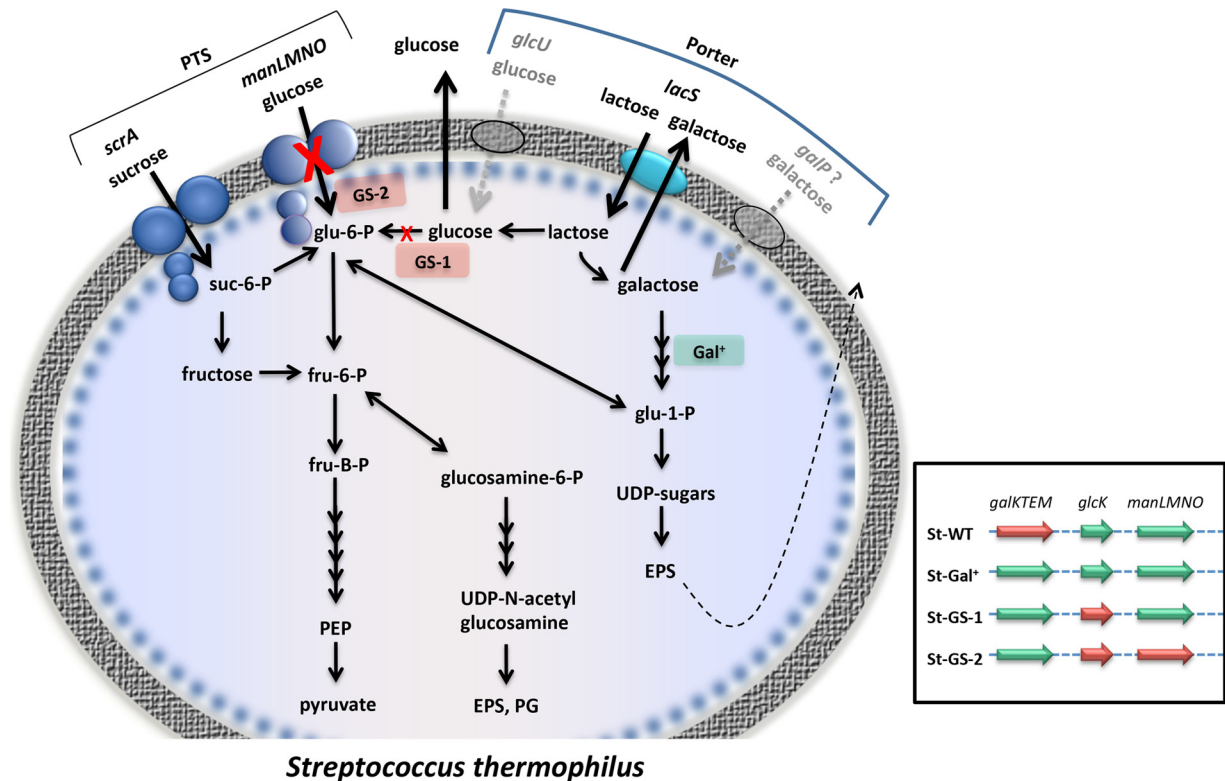 PTS
scrA
sucrose
manLMNO
glucose
glucose
glcU
glucose
Porter
lacS
lactose
galactose
galP ?
galactose
X
GS-2
glu-6-P
X
glucose
lactose
GS-1
suc-6-P
galactose
Gal⁺
fructose
fru-6-P
glu-1-P
fru-B-P
glucosamine-6-P
UDP-sugars
EPS
UDP-N-acetyl
glucosamine
PEP
pyruvate
EPS, PG
galKTEM glcK manLMNO
St-WT
St-Gal⁺
St-GS-1
St-GS-2
Streptococcus thermophilus